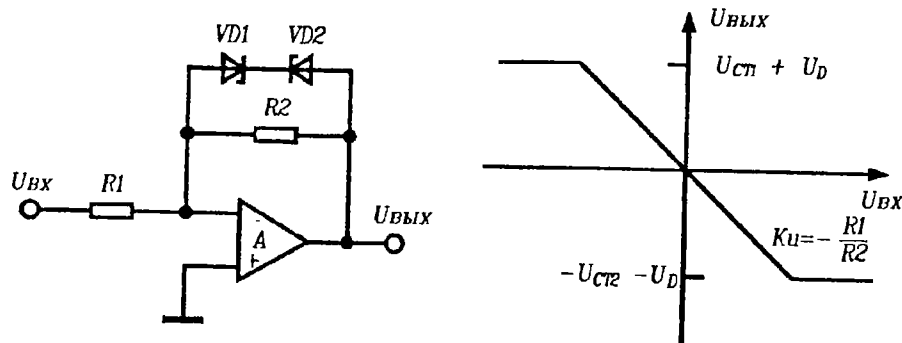 VD1 VD2
R2
Uвх
R1
Uвых
-
A
+
Uвых
Uст1 + UD
Uвх
Ku=- R1
R2
-Uст2 -UD